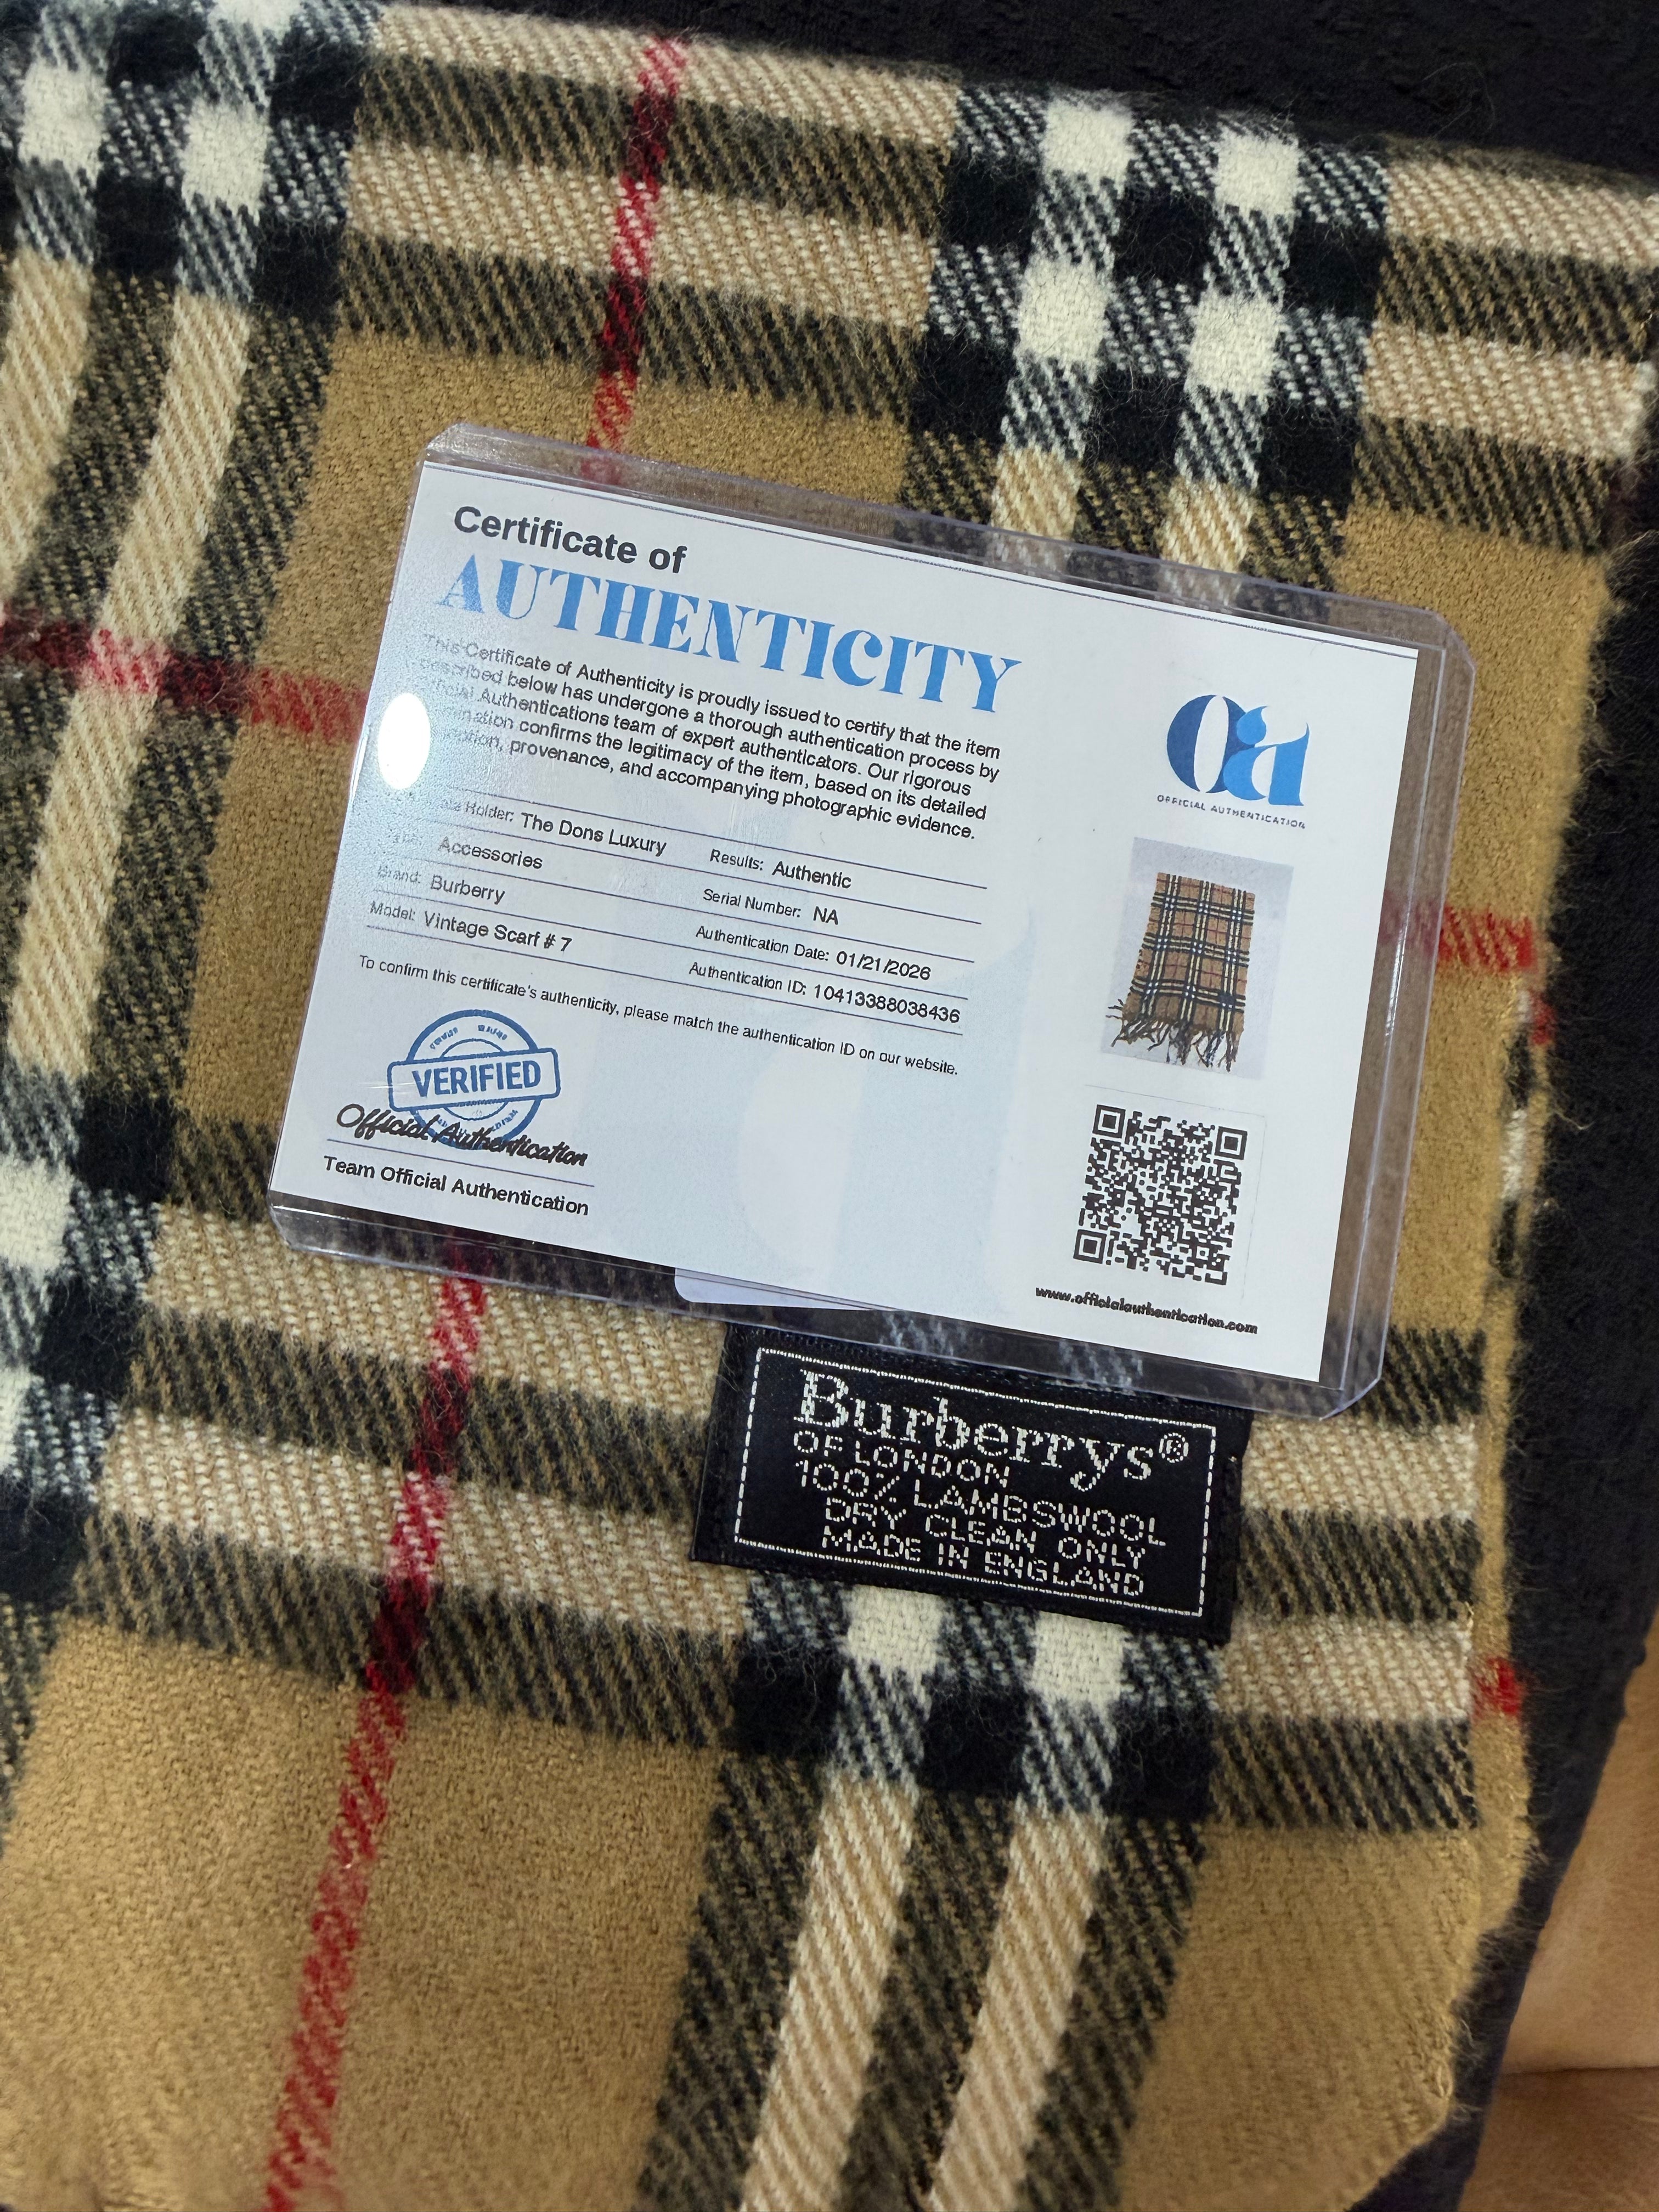 Certificate of
AUTHENTICITY
This Certificate of Authenticity is proudly issued to certify that the item
described below has undergone a thorough authentication process by
Authentications team of expert authenticators. Our rigorous
confirms the legitimacy of the item, based on its detailed
provenance, and accompanying photographic evidence.
Holder: The Dons Luxury
Results: Authentic
Accessories
Serial Number: NA
Brand: Burberry
Authentication Date: 01/21/2026
Model: Vintage Scarf # 7
Authentication ID: 10413388038436
To confirm this certificate's authenticity, please match the authentication ID on our website.
VERIFIED
Official Authentication
Team Official Authentication
oa
OFFICIAL AUTHENTICATION
www.officialauthentication.com
Burberrys®
OF LONDON
100% LAMBSWOOL
DRY CLEAN ONLY
MADE IN ENGLAND